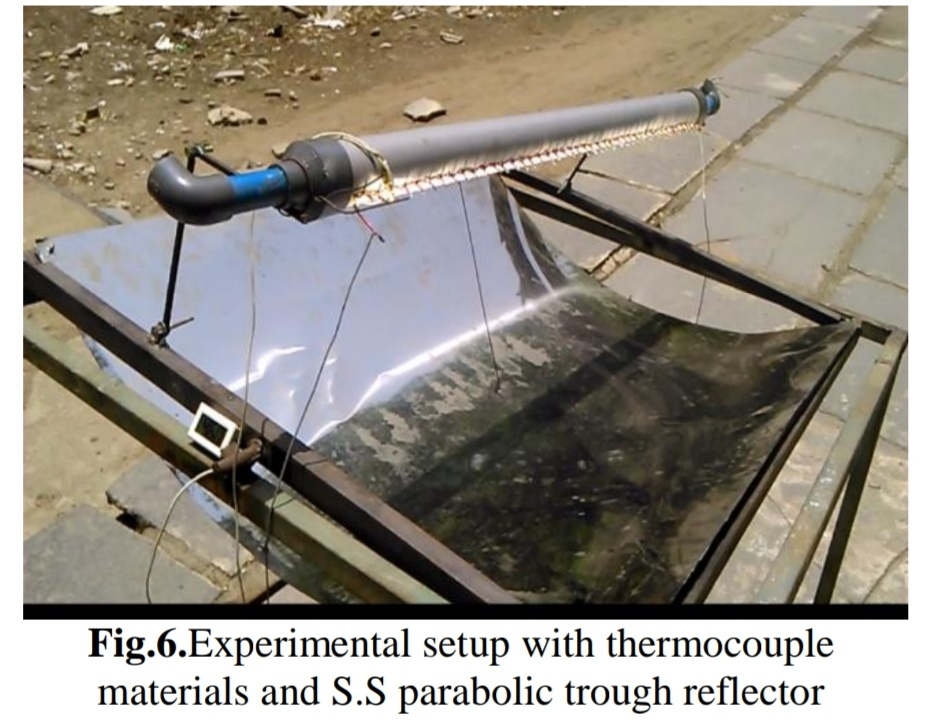 Fig.6.Experimental setup with thermocouple
materials and S.S parabolic trough reflector